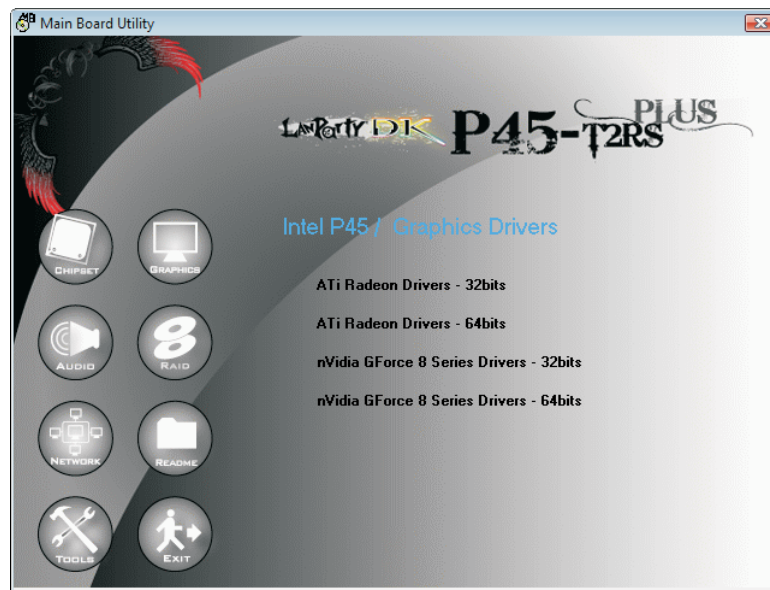 Main Board Utility
LANPARTY DK P45-T2RS PLUS
Intel P45 / Graphics Drivers
ATi Radeon Drivers - 32bits
ATi Radeon Drivers - 64bits
nVidia GForce 8 Series Drivers - 32bits
nVidia GForce 8 Series Drivers - 64bits
CHIPSET
GRAPHICS
AUDIO
RAID
NETWORK
README
TOOLS
EXIT